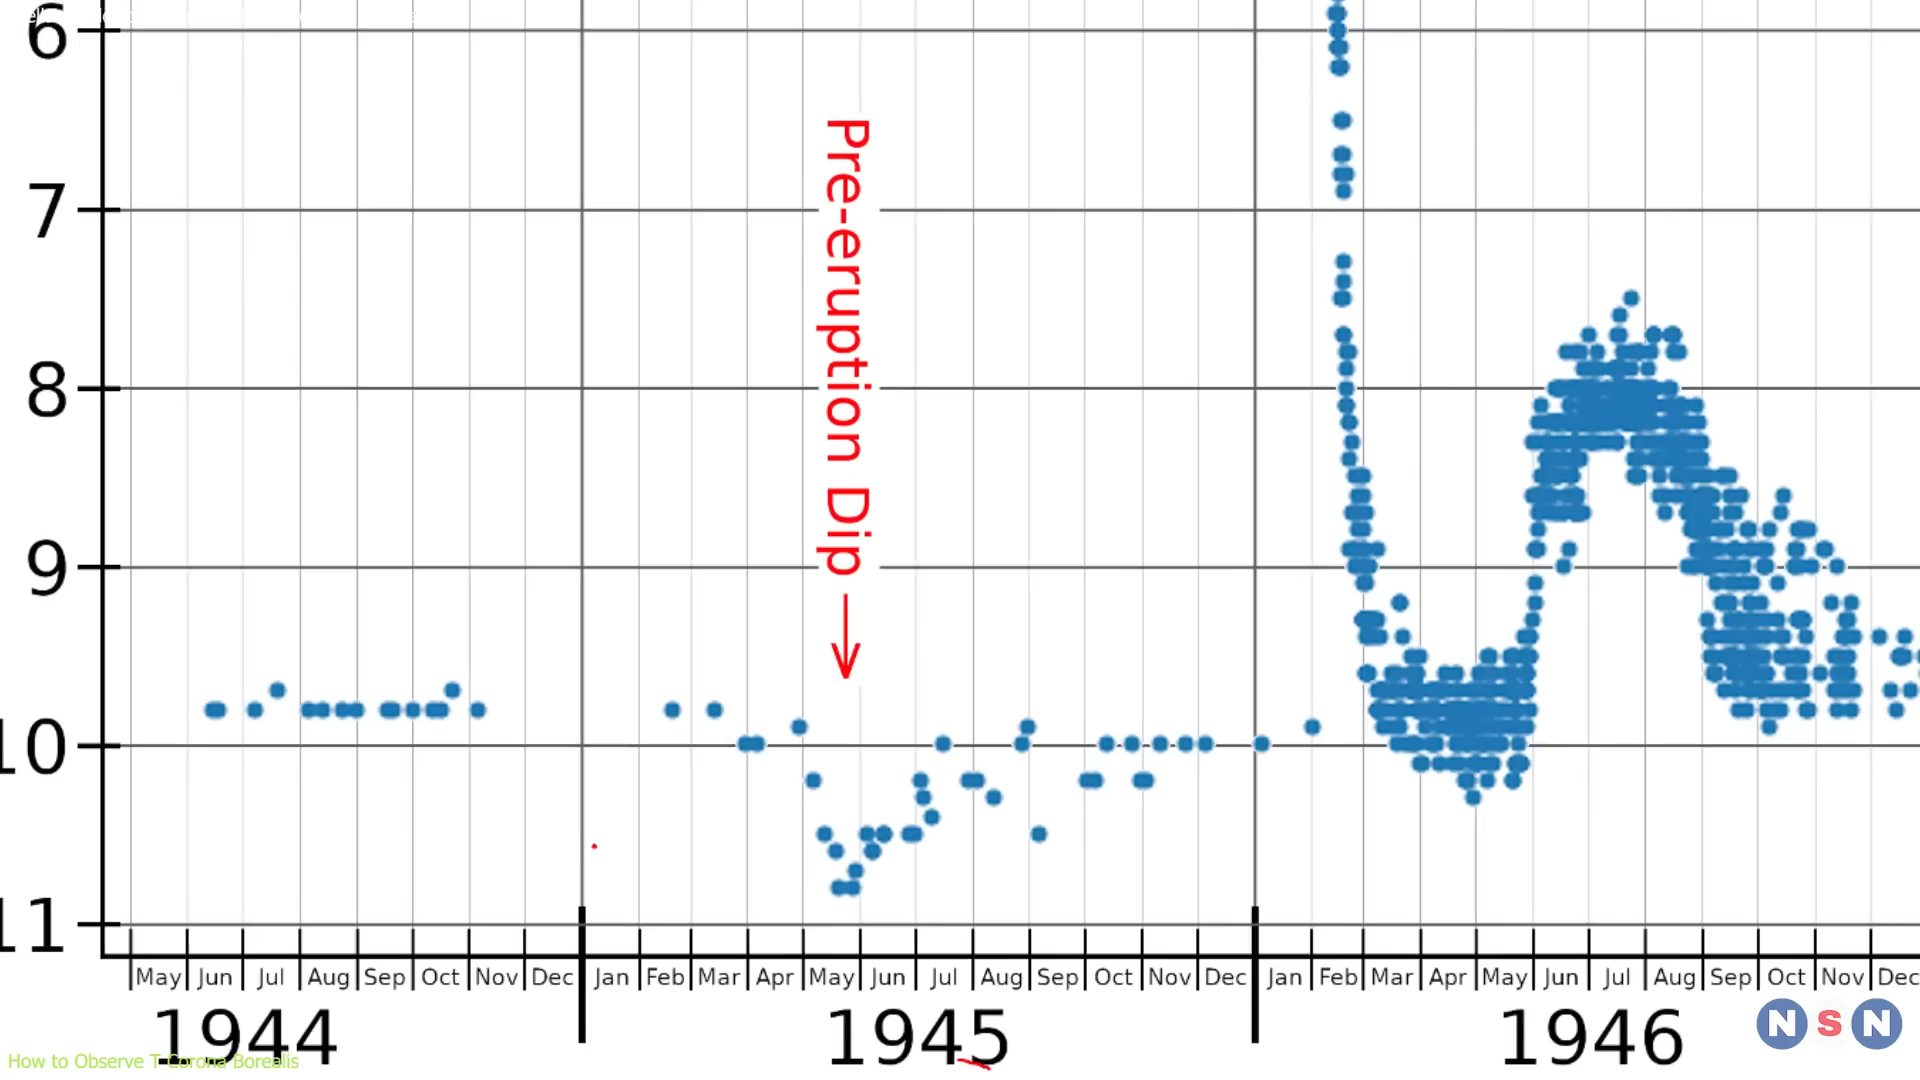 6
7
8
9
10
11
Pre-eruption Dip
May Jun Jul Aug Sep Oct Nov Dec Jan Feb Mar Apr May Jun Jul Aug Sep Oct Nov Dec Jan Feb Mar Apr May Jun Jul Aug Sep Oct Nov Dec
1944 1945 1946
N S N
How to Observe T Corona Borealis